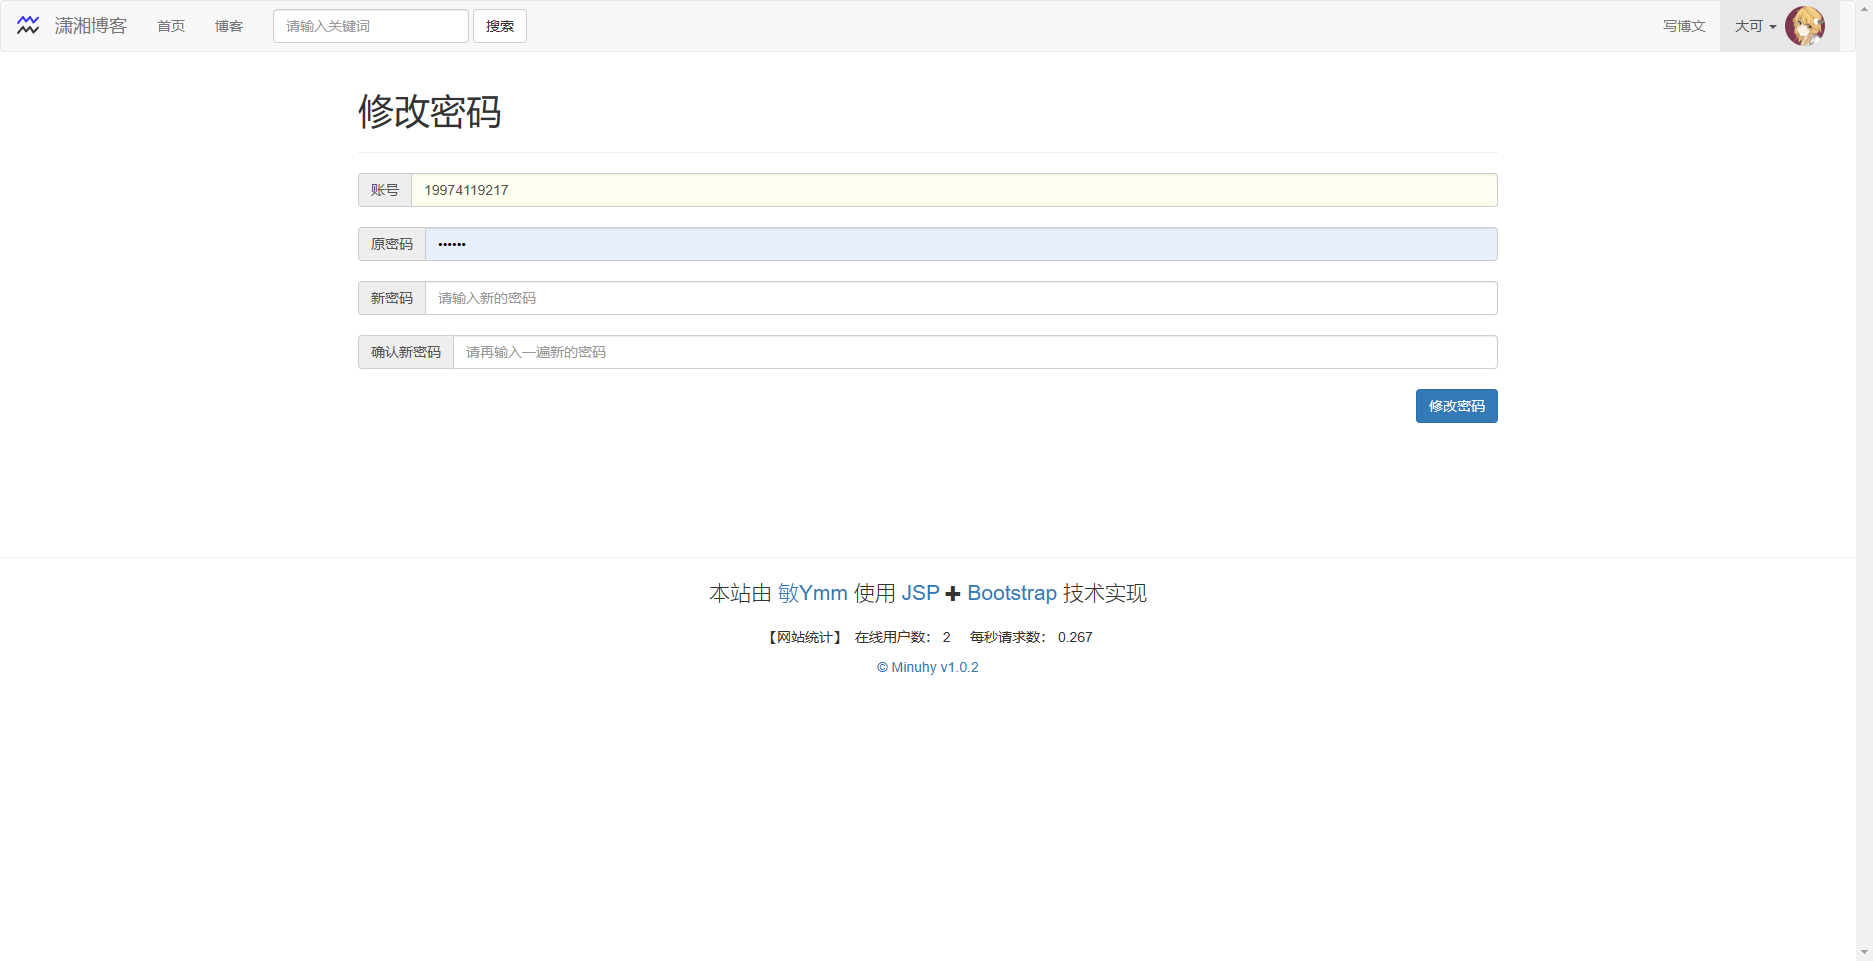 潇湘博客 首页 博客 请输入关键词 搜索 写博文 大可
修改密码
账号 19974119217
原密码 ••••••
新密码 请输入新的密码
确认新密码 请再输入一遍新的密码
修改密码
本站由 敏Ymm 使用 JSP + Bootstrap 技术实现
【网站统计】 在线用户数： 2 每秒请求数： 0.267
© Minuhy v1.0.2